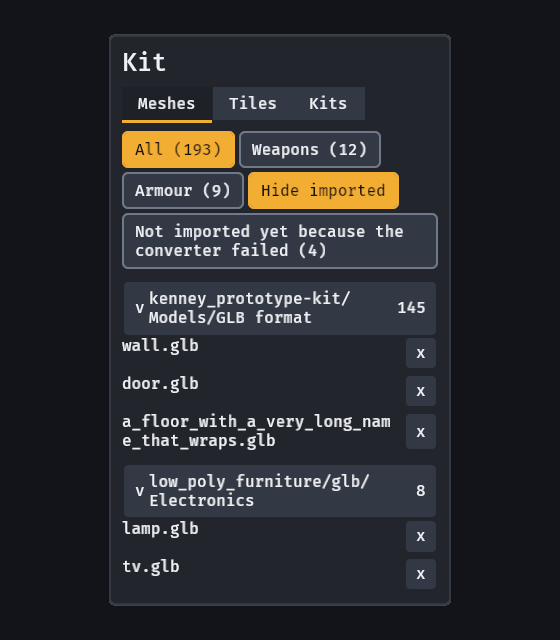 Kit
Meshes Tiles Kits
All (193) Weapons (12)
Armour (9) Hide imported
Not imported yet because the
converter failed (4)
v kenney_prototype-kit/
Models/GLB format 145
wall.glb x
door.glb x
a_floor_with_a_very_long_nam
e_that_wraps.glb x
v low_poly_furniture/glb/
Electronics 8
lamp.glb x
tv.glb x